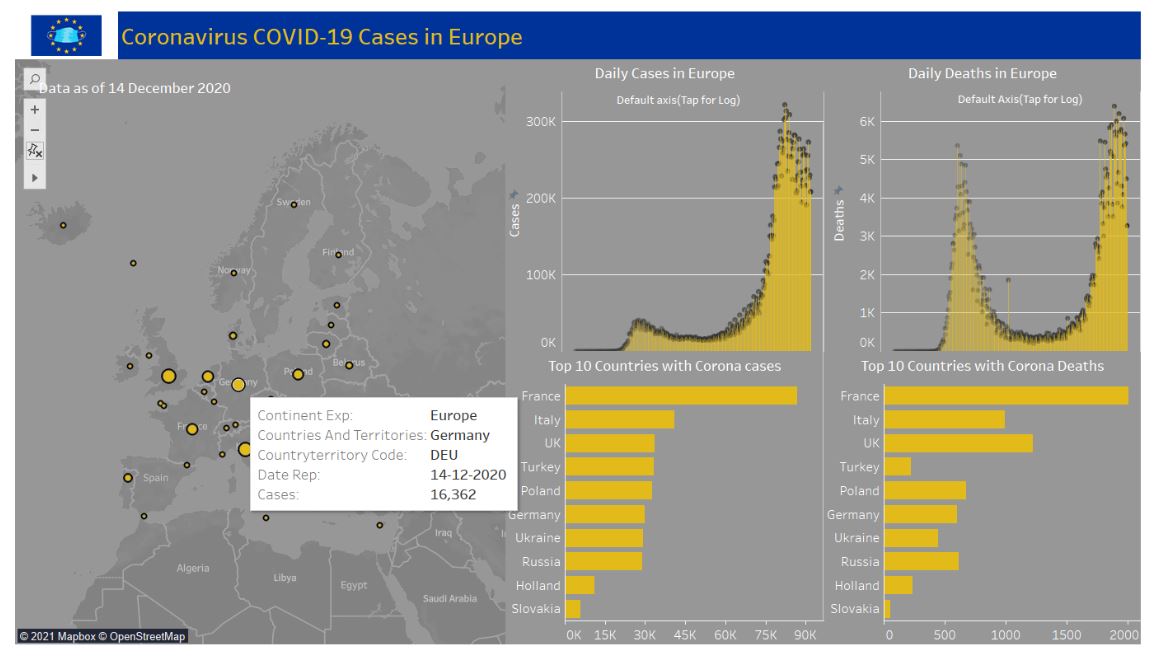 Coronavirus COVID-19 Cases in Europe
Data as of 14 December 2020
Sweden
Finland
Norway
Belarus
Poland
Germany
France
Spain
Algeria
Libya
Egypt
Iraq
Saudi Arabia
Continent Exp: Europe
Countries And Territories: Germany
Countryterritory Code: DEU
Date Rep: 14-12-2020
Cases: 16,362
© 2021 Mapbox © OpenStreetMap
Daily Cases in Europe
Default axis(Tap for Log)
Cases
300K
200K
100K
0K
Daily Deaths in Europe
Default Axis(Tap for Log)
Deaths
6K
5K
4K
3K
2K
1K
0K
Top 10 Countries with Corona cases
France
Italy
UK
Turkey
Poland
Germany
Ukraine
Russia
Holland
Slovakia
0K 15K 30K 45K 60K 75K 90K
Top 10 Countries with Corona Deaths
France
Italy
UK
Turkey
Poland
Germany
Ukraine
Russia
Holland
Slovakia
0 500 1000 1500 2000